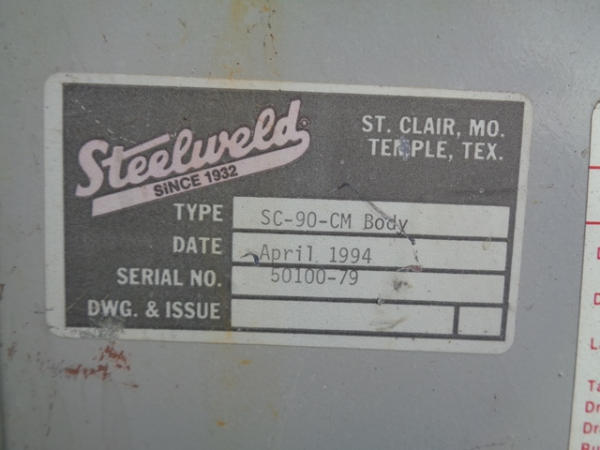 Steelweld®
SiNCE 1932
ST. CLAIR, MO.
TEMPLE, TEX.
TYPE SC-90-CM Body
DATE April 1994
SERIAL NO. 50100-79
DWG. & ISSUE